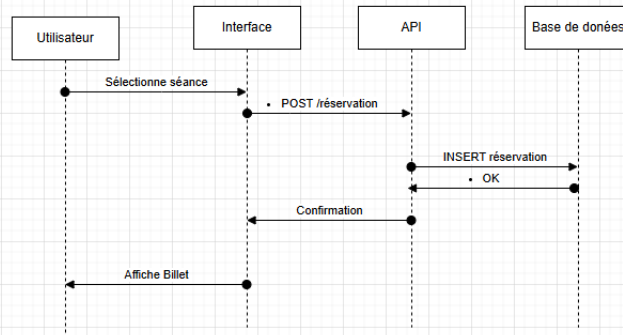 Utilisateur
Interface
API
Base de donées
Sélectionne séance
• POST /réservation
INSERT réservation
• OK
Confirmation
Affiche Billet